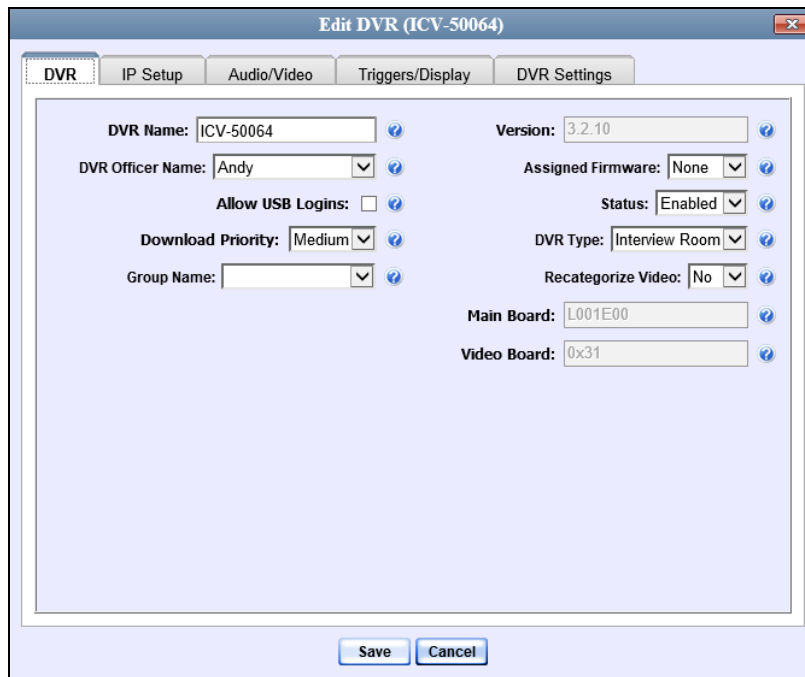 Edit DVR (ICV-50064)
DVR
IP Setup
Audio/Video
Triggers/Display
DVR Settings
DVR Name: ICV-50064
Version: 3.2.10
DVR Officer Name: Andy
Assigned Firmware: None
Allow USB Logins:
Status: Enabled
Download Priority: Medium
DVR Type: Interview Room
Group Name:
Recategorize Video: No
Main Board: L001E00
Video Board: 0x31
Save
Cancel